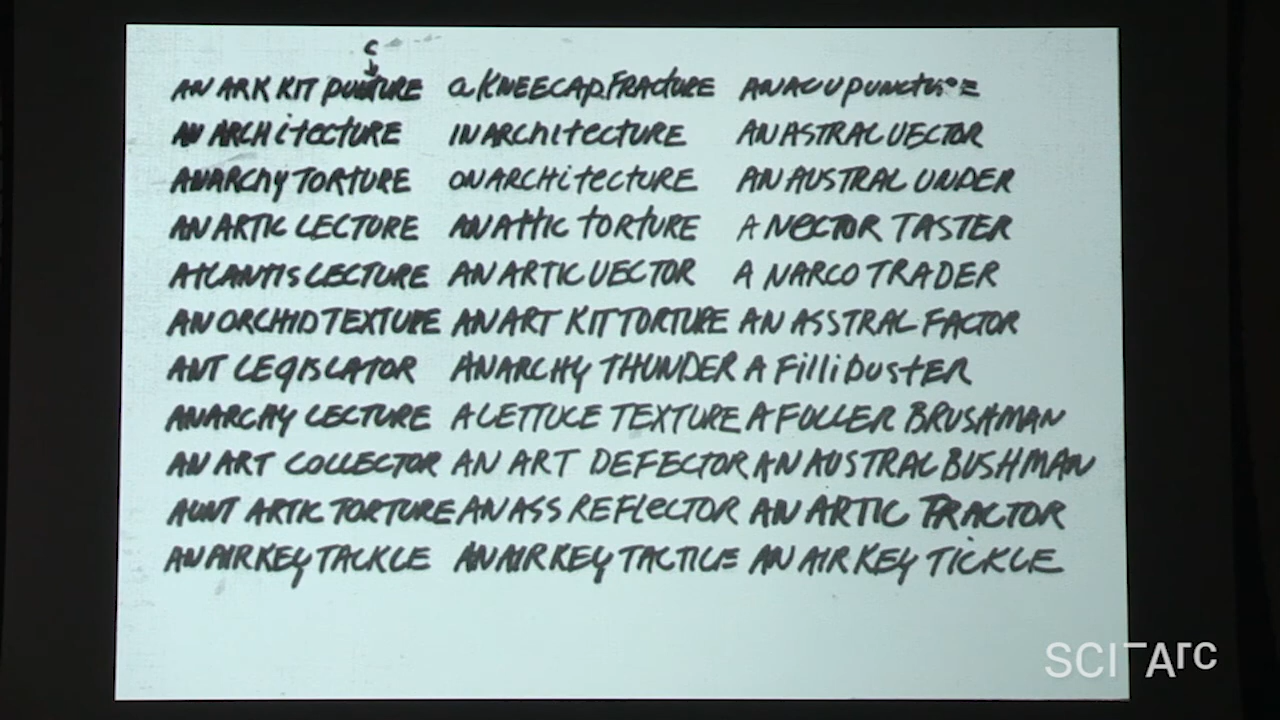 c
AN ARK KIT PUNTURE a KNEECAP FRACTURE AN ACUPUNCTURE
AN ARCHITECTURE IN ARCHITECTURE AN ASTRAL VECTOR
ANARCHY TORTURE ON ARCHITECTURE AN AUSTRAL UNDER
AN ARTIC LECTURE AN ATTIC TORTURE A NECTOR TASTER
ATLANTIS LECTURE AN ARTIC VECTOR A NARCO TRADER
AN ORCHID TEXTURE AN ART KIT TORTURE AN ASSTRAL FACTOR
ANT LEGISLATOR ANARCHY THUNDER A FilliBUSTER
ANARCHY LECTURE A LETTUCE TEXTURE A FULLER BRUSHMAN
AN ART COLLECTOR AN ART DEFECTOR AN AUSTRAL BUSHMAN
AUNT ARTIC TORTURE AN ASS REFLECTOR AN ARTIC TRACTOR
AN AIR KEY TACKLE AN AIR KEY TACTILE AN AIR KEY TICKLE
SCI-Arc